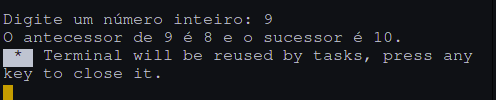 Digite um número inteiro: 9
O antecessor de 9 é 8 e o sucessor é 10.
 *  Terminal will be reused by tasks, press any
key to close it.